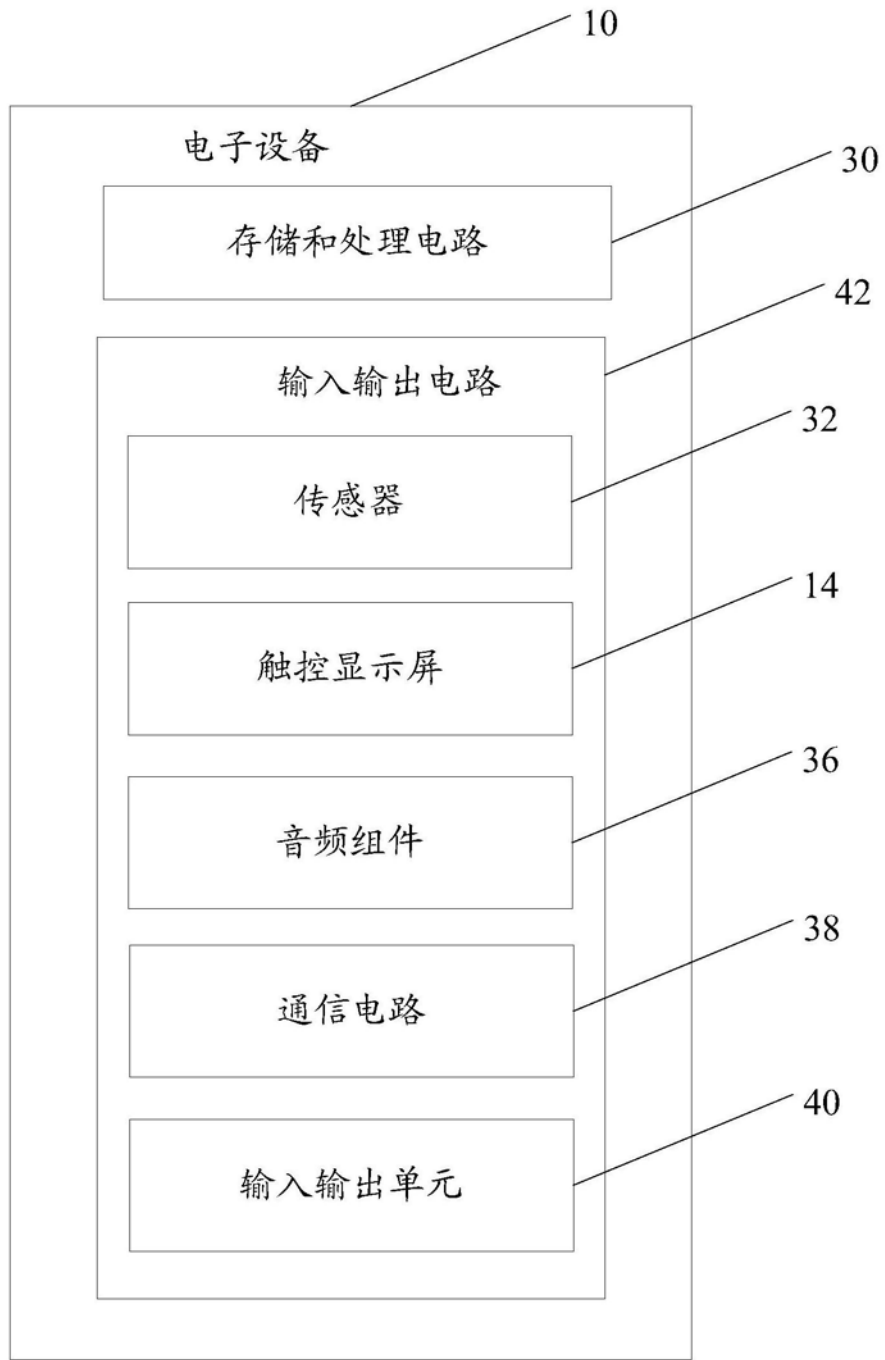 10
电子设备
30
存储和处理电路
42
输入输出电路
32
传感器
14
触控显示屏
36
音频组件
38
通信电路
40
输入输出单元